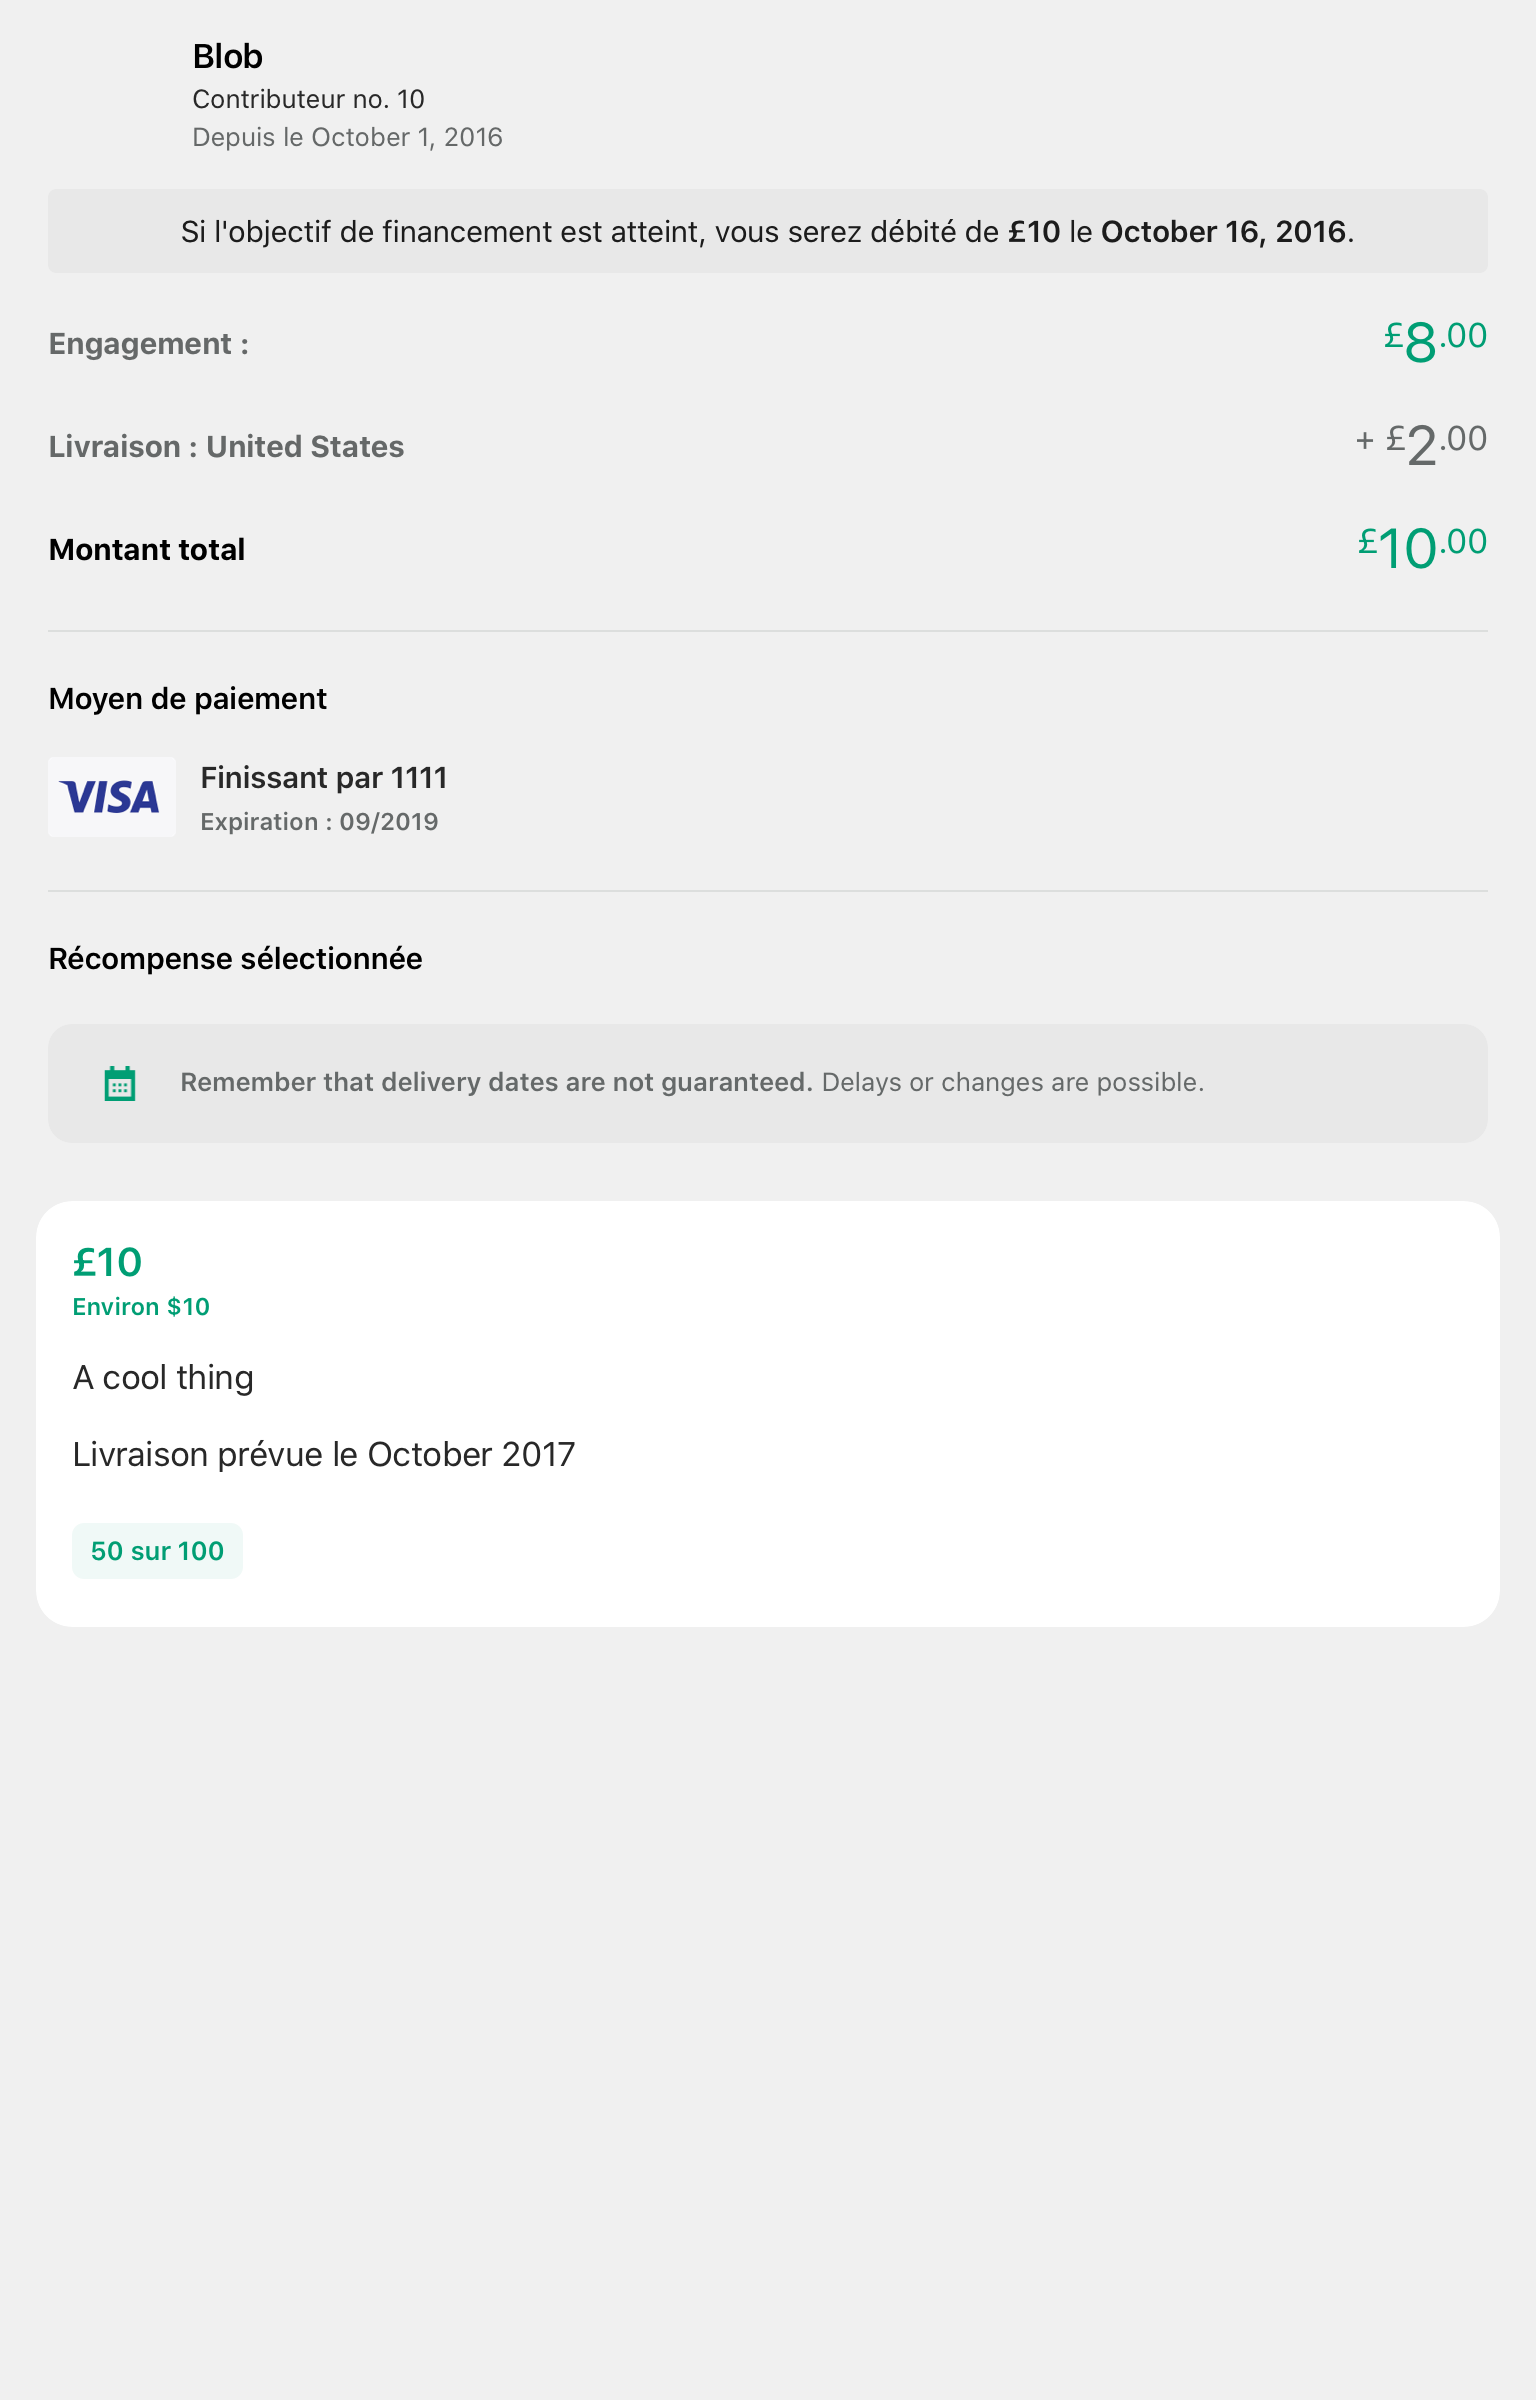 Blob
Contributeur no. 10
Depuis le October 1, 2016
Si l'objectif de financement est atteint, vous serez débité de £10 le October 16, 2016.
Engagement : £8.00
Livraison : United States + £2.00
Montant total £10.00
Moyen de paiement
VISA
Finissant par 1111
Expiration : 09/2019
Récompense sélectionnée
Remember that delivery dates are not guaranteed. Delays or changes are possible.
£10
Environ $10
A cool thing
Livraison prévue le October 2017
50 sur 100